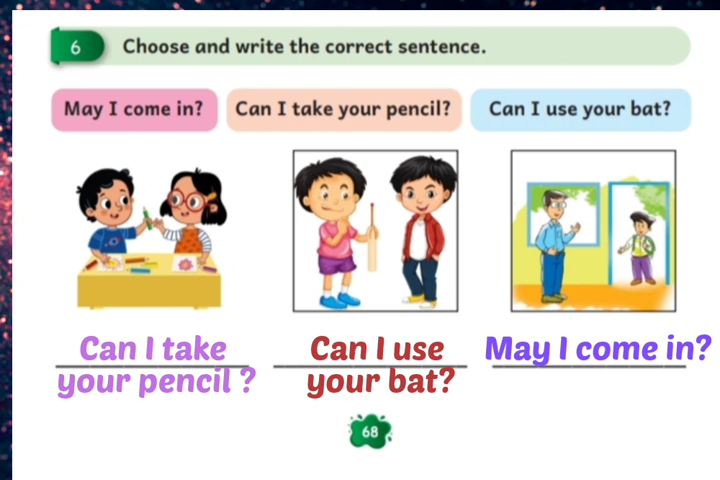 6 Choose and write the correct sentence.
May I come in? Can I take your pencil? Can I use your bat?
Can I take
your pencil ?
Can I use
your bat?
May I come in?
68